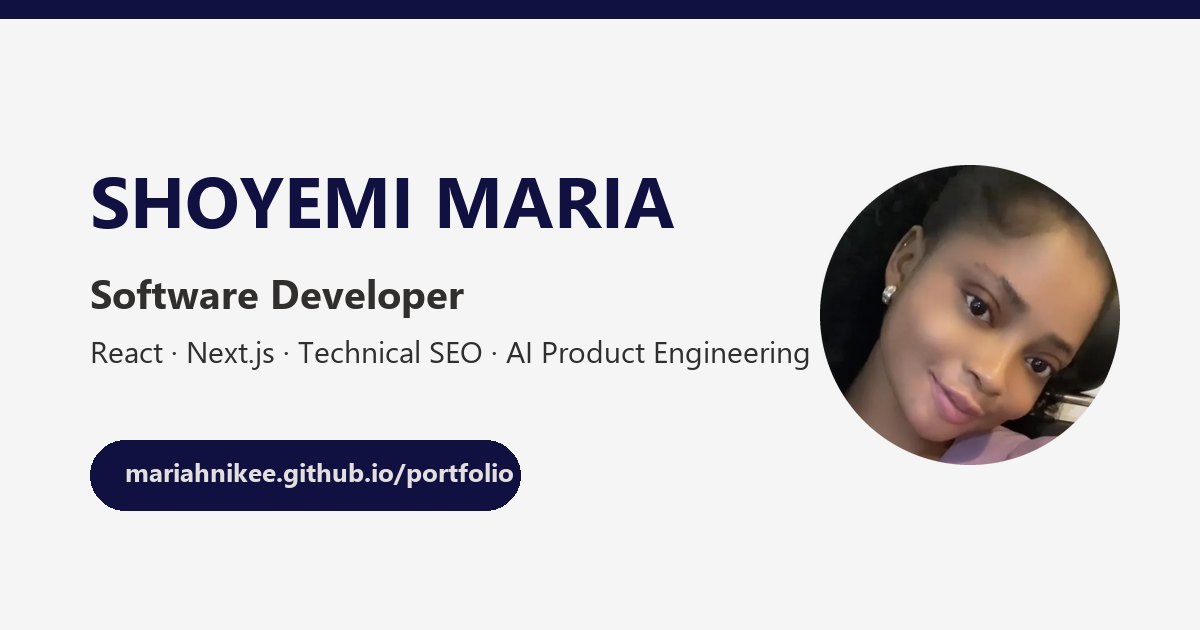 SHOYEMI MARIA
Software Developer
React · Next.js · Technical SEO · AI Product Engineering
mariahnikee.github.io/portfolio